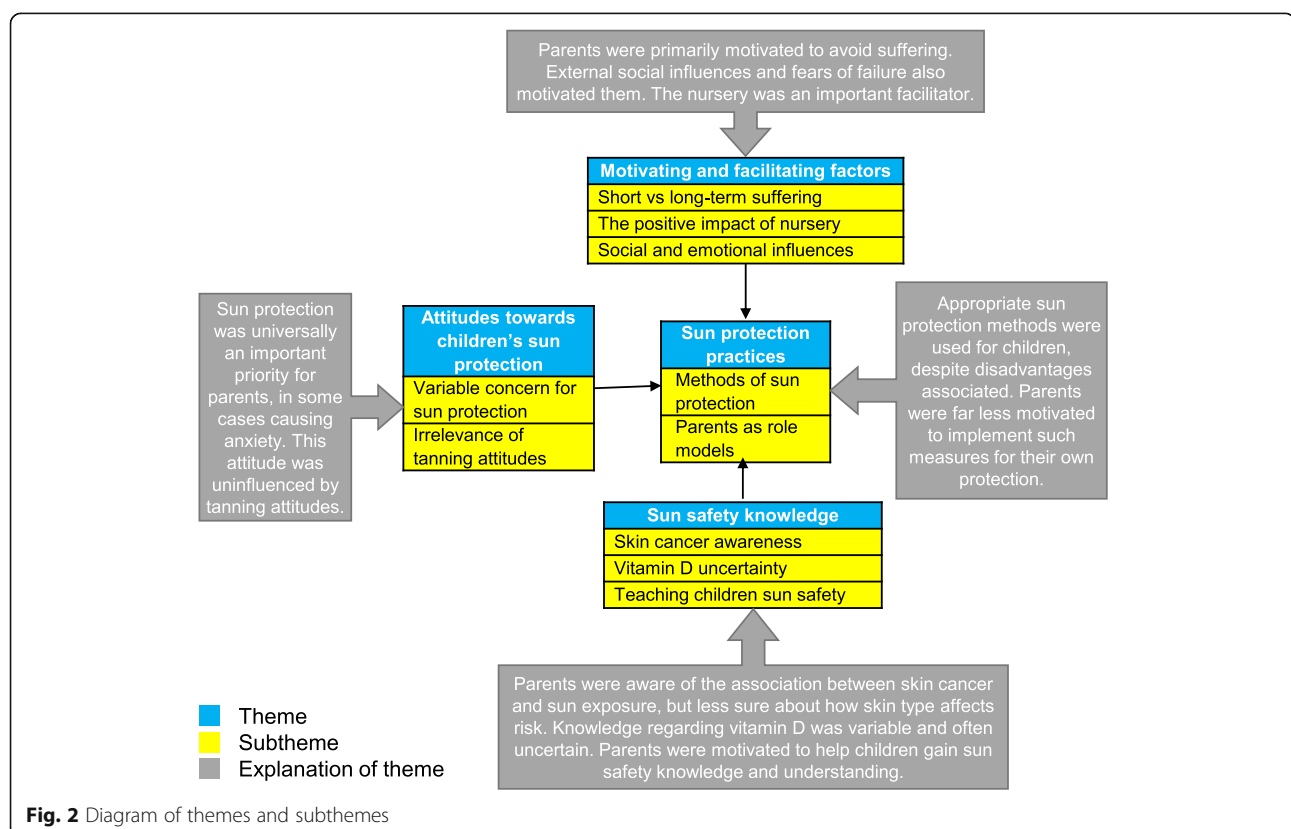 Parents were primarily motivated to avoid suffering.
External social influences and fears of failure also
motivated them. The nursery was an important facilitator.
Motivating and facilitating factors
Short vs long-term suffering
The positive impact of nursery
Social and emotional influences
Sun protection
was universally
an important
priority for
parents, in some
cases causing
anxiety. This
attitude was
uninfluenced by
tanning attitudes.
Attitudes towards
children’s sun
protection
Variable concern for
sun protection
Irrelevance of
tanning attitudes
Sun protection
practices
Methods of sun
protection
Parents as role
models
Appropriate sun
protection methods were
used for children,
despite disadvantages
associated. Parents
were far less motivated
to implement such
measures for their own
protection.
Sun safety knowledge
Skin cancer awareness
Vitamin D uncertainty
Teaching children sun safety
Parents were aware of the association between skin cancer
and sun exposure, but less sure about how skin type affects
risk. Knowledge regarding vitamin D was variable and often
uncertain. Parents were motivated to help children gain sun
safety knowledge and understanding.
Theme
Subtheme
Explanation of theme
Fig. 2 Diagram of themes and subthemes